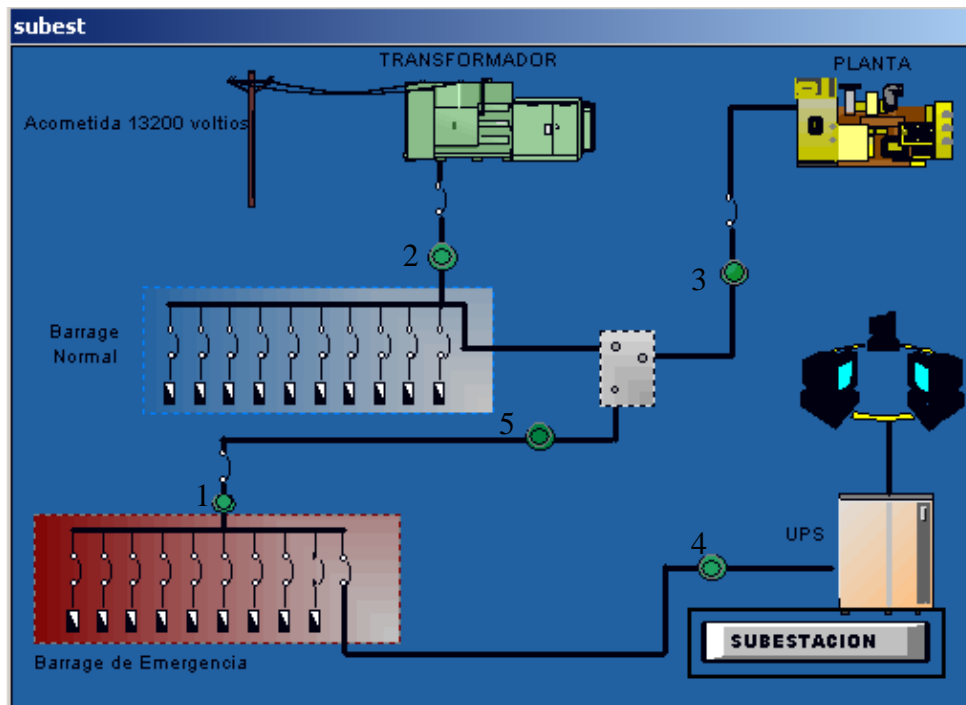 subest
TRANSFORMADOR
PLANTA
Acometida 13200 voltios
2
3
Barrage
Normal
5
1
4
UPS
SUBESTACION
Barrage de Emergencia